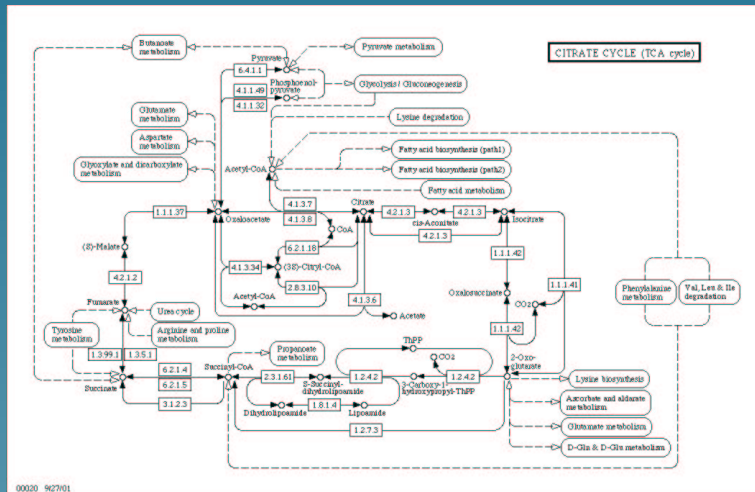 Butanoate
metabolism
Pyruvate
Pyruvate metabolism
CITRATE CYCLE (TCA cycle)
6.4.1.1
Phosphoenol-
pyruvate
4.1.1.49
4.1.1.32
Glycolysis / Gluconeogenesis
Glutamate
metabolism
Lysine degradation
Aspartate
metabolism
Glyoxylate and dicarboxylate
metabolism
Acetyl-CoA
Fatty acid biosynthesis (path1)
Fatty acid biosynthesis (path2)
Fatty acid metabolism
1.1.1.37
Oxaloacetate
4.1.3.7
4.1.3.8
Citrate
4.2.1.3
cis-Aconitate
4.2.1.3
Isocitrate
4.2.1.3
CoA
6.2.1.18
(S)-Malate
4.1.3.34
(3S)-Citryl-CoA
2.8.3.10
Acetyl-CoA
4.1.3.6
Acetate
1.1.1.42
1.1.1.41
Oxalosuccinate
CO2
1.1.1.42
Phenylalanine
metabolism
Val, Leu & Ile
degradation
4.2.1.2
Fumarate
Urea cycle
Tyrosine
metabolism
Arginine and proline
metabolism
1.3.99.1
1.3.5.1
Propanoate
metabolism
ThPP
CO2
2-Oxo-
glutarate
6.2.1.4
6.2.1.5
Succinyl-CoA
2.3.1.61
S-Succinyl-
dihydrolipoamide
1.2.4.2
3-Carboxy-1-
hydroxypropyl-ThPP
1.2.4.2
Lysine biosynthesis
Succinate
3.1.2.3
Dihydrolipoamide
1.8.1.4
Lipoamide
Ascorbate and aldarate
metabolism
1.2.7.3
Glutamate metabolism
D-Gln & D-Glu metabolism
00020 9/27/01